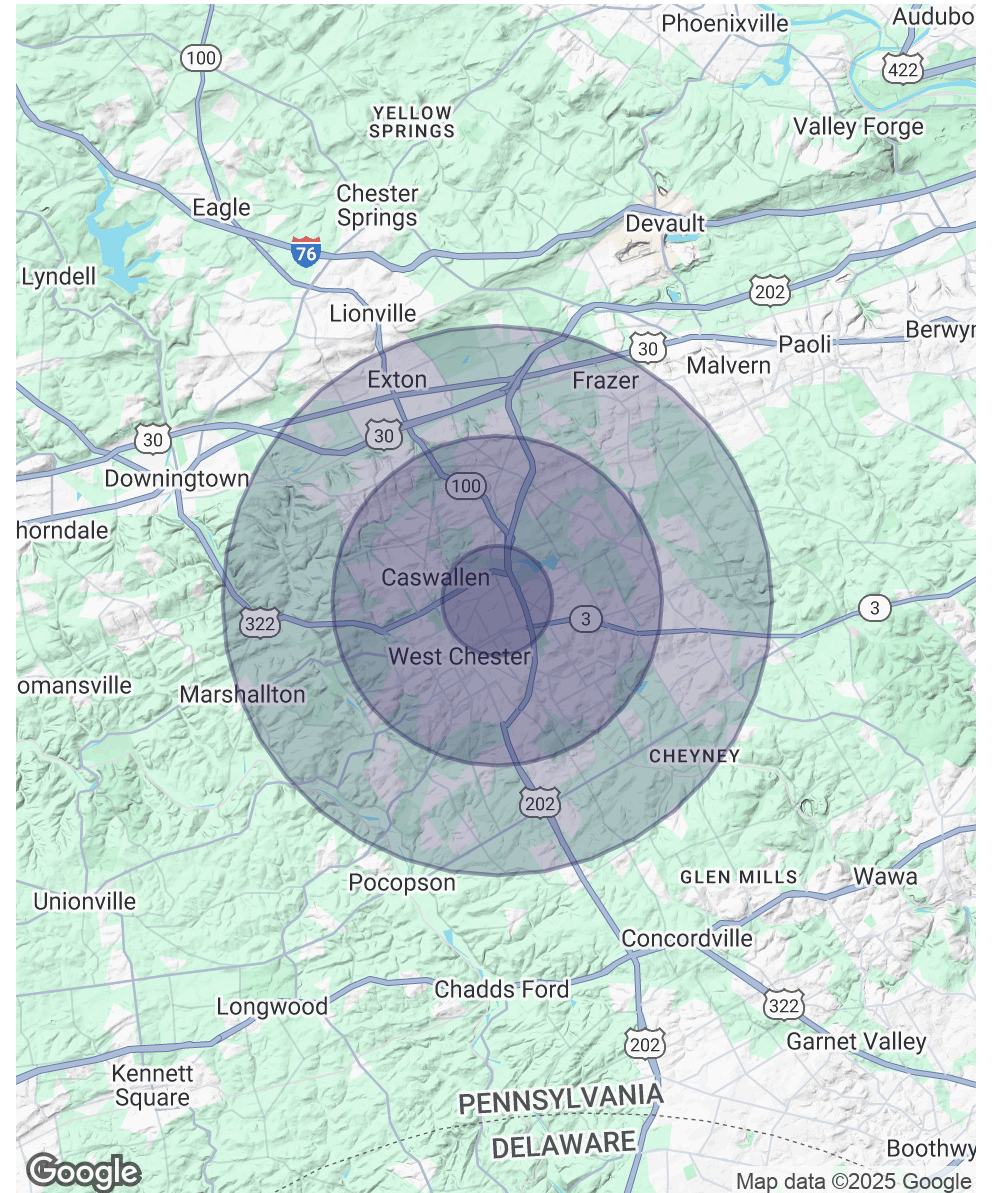 Phoenixville
Audubo
100
422
YELLOW
SPRINGS
Valley Forge
Chester
Springs
Eagle
Devault
76
Lyndell
202
Lionville
Berwyn
30
Paoli
Malvern
Exton
Frazer
30
30
Downingtown
100
horndale
Caswallen
3
3
322
West Chester
omansville
Marshallton
CHEYNEY
202
Pocopson
GLEN MILLS
Wawa
Unionville
Concordville
Chadds Ford
Longwood
322
202
Garnet Valley
Kennett
Square
PENNSYLVANIA
DELAWARE
Boothwy
Google
Map data ©2025 Google